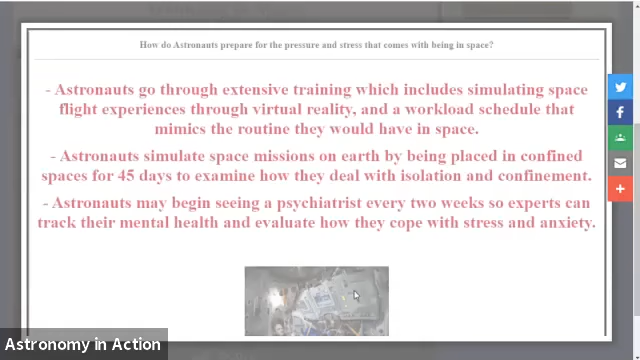 How do Astronauts prepare for the pressure and stress that comes with being in space?
- Astronauts go through extensive training which includes simulating space
flight experiences through virtual reality, and a workload schedule that
mimics the routine they would have in space.
- Astronauts simulate space missions on earth by being placed in confined
spaces for 45 days to examine how they deal with isolation and confinement.
- Astronauts may begin seeing a psychiatrist every two weeks so experts can
track their mental health and evaluate how they cope with stress and anxiety.
Astronomy in Action